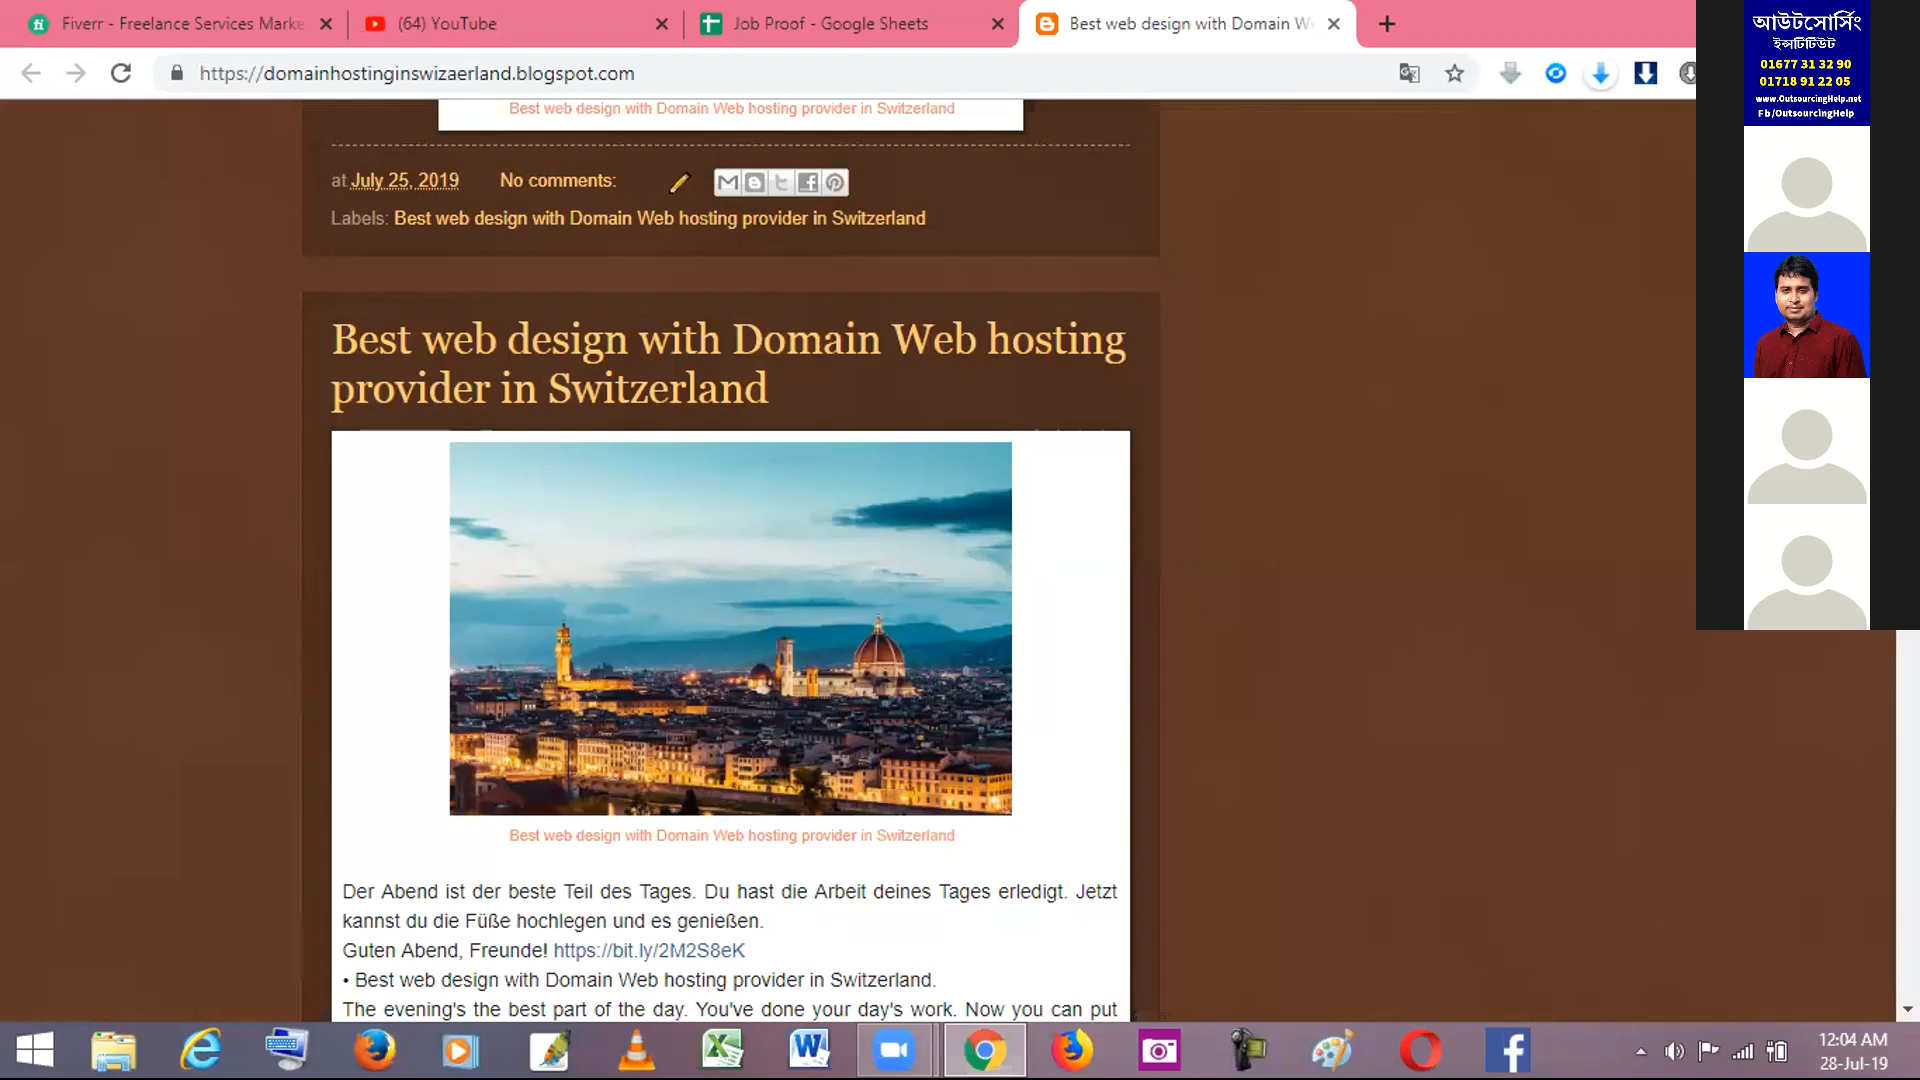 Fiverr - Freelance Services Marke
(64) YouTube
Job Proof - Google Sheets
Best web design with Domain W
https://domainhostinginswizaerland.blogspot.com
আউটসোর্সিং
ইন্সটিটিউট
01677 31 32 90
01718 91 22 05
www.OutsourcingHelp.net
Fb/OutsourcingHelp
Best web design with Domain Web hosting provider in Switzerland
at July 25, 2019 No comments:
Labels: Best web design with Domain Web hosting provider in Switzerland
Best web design with Domain Web hosting
provider in Switzerland
Best web design with Domain Web hosting provider in Switzerland
Der Abend ist der beste Teil des Tages. Du hast die Arbeit deines Tages erledigt. Jetzt
kannst du die Füße hochlegen und es genießen.
Guten Abend, Freunde! https://bit.ly/2M2S8eK
• Best web design with Domain Web hosting provider in Switzerland.
The evening's the best part of the day. You've done your day's work. Now you can put
12:04 AM
28-Jul-19